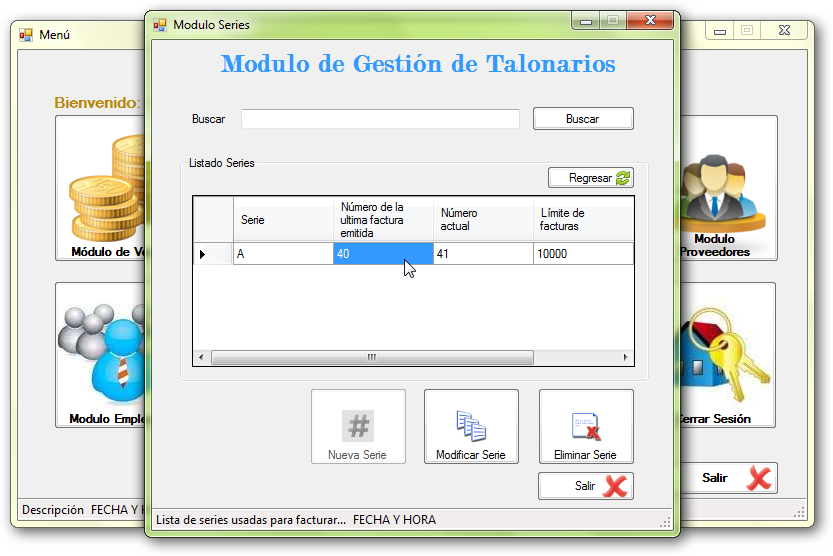 Menú
Bienvenido:
Módulo de Ve
Modulo
Proveedores
Modulo Emple
Cerrar Sesión
Salir
Descripción FECHA Y H
Modulo Series
Modulo de Gestión de Talonarios
Buscar
Buscar
Listado Series
Regresar
Serie
Número de la
ultima factura
emitida
Número
actual
Límite de
facturas
A
40
41
10000
Nueva Serie
Modificar Serie
Eliminar Serie
Salir
Lista de series usadas para facturar... FECHA Y HORA